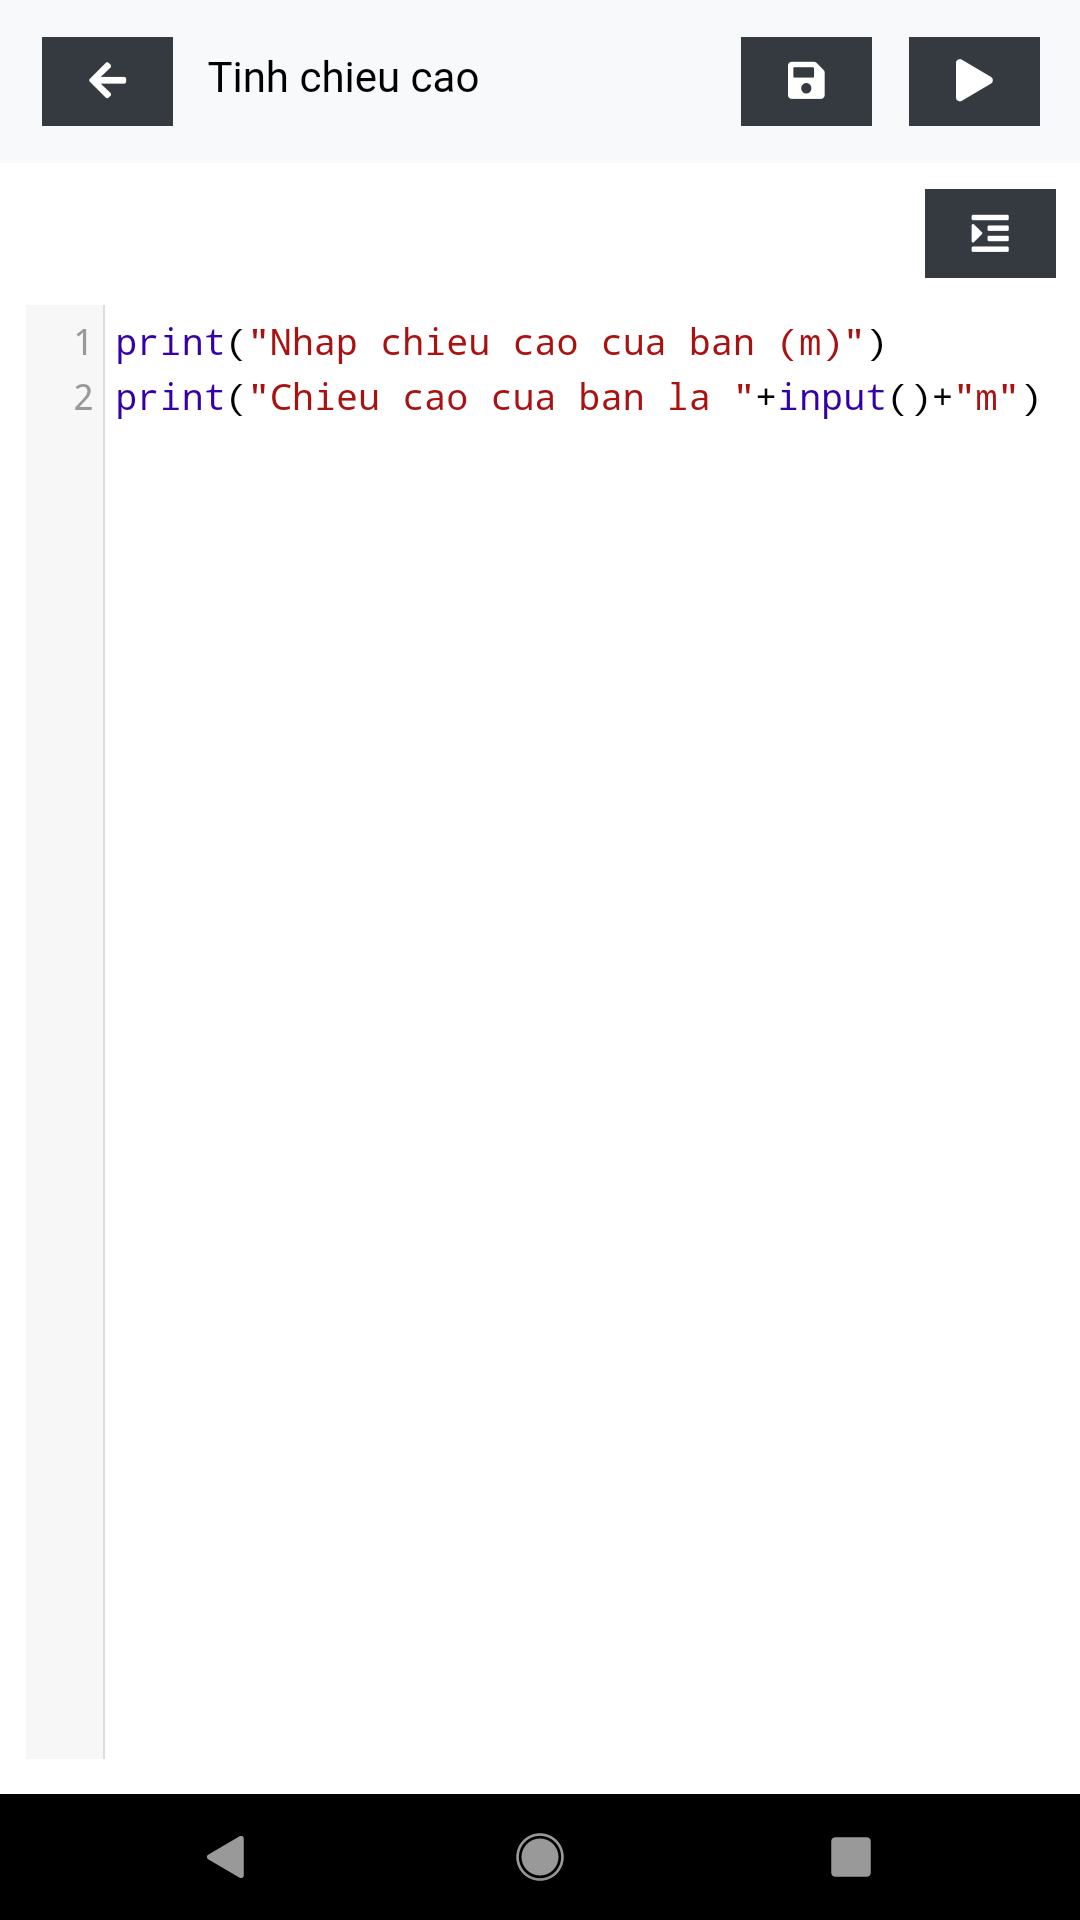 Tinh chieu cao
1 print("Nhap chieu cao cua ban (m)")
2 print("Chieu cao cua ban la "+input()+"m")